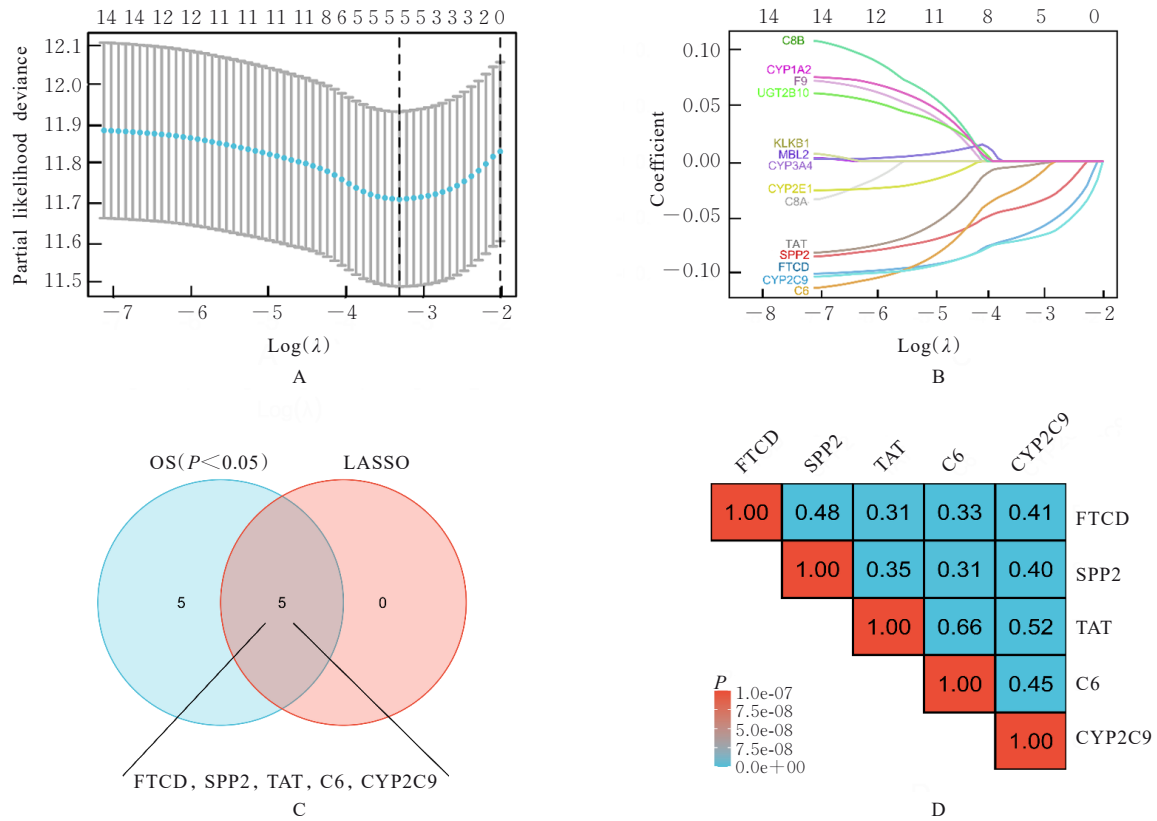 14 14 12 12 11 11 11 8 6 5 5 5 3 3 2 0
Partial likelihood deviance
12.1
12.0
11.9
11.8
11.7
11.6
11.5
−7 −6 −5 −4 −3 −2
Log(λ)
A
14 14 12 11 8 5 0
Coefficient
0.10
0.05
0.00
−0.05
−0.10
C8B
CYP1A2
F9
UGT2B10
KLKB1
MBL2
CYP3A4
CYP2E1
C8A
TAT
SPP2
FTCD
CYP2C9
C6
−8 −7 −6 −5 −4 −3 −2
Log(λ)
B
OS(P<0.05) LASSO
5 5 0
FTCD, SPP2, TAT, C6, CYP2C9
C
FTCD SPP2 TAT C6 CYP2C9
1.00 0.48 0.31 0.33 0.41 FTCD
1.00 0.35 0.31 0.40 SPP2
1.00 0.66 0.52 TAT
1.00 0.45 C6
1.00 CYP2C9
P
1.0e-07
7.5e-08
5.0e-08
7.5e-08
0.0e+00
D